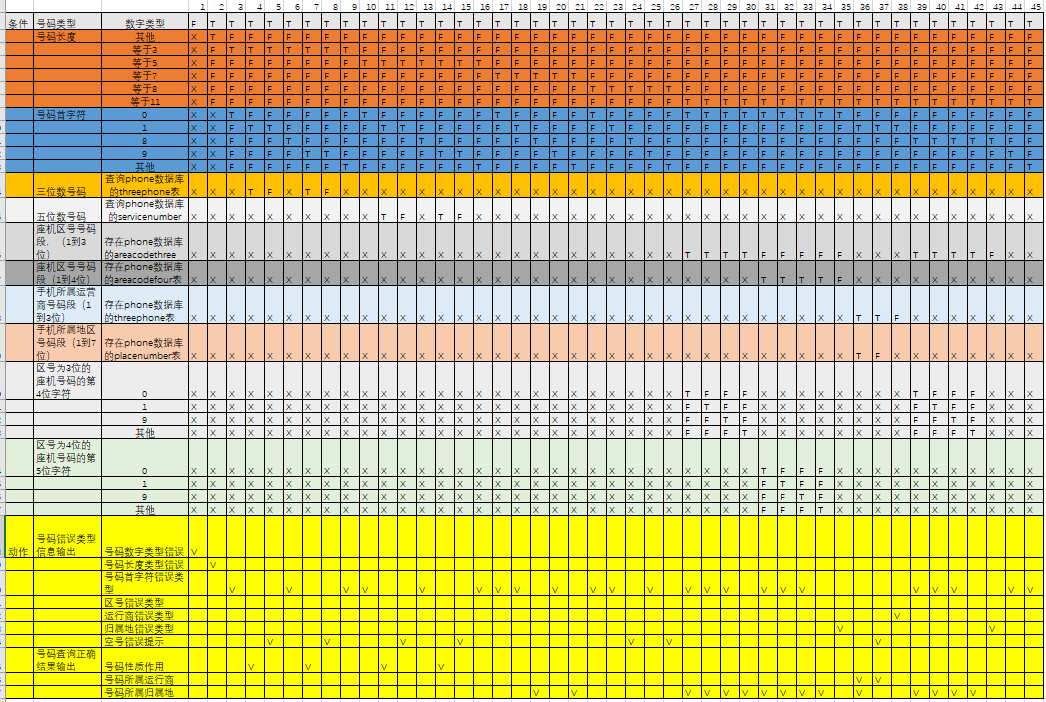 1 2 3 4 5 6 7 8 9 10 11 12 13 14 15 16 17 18 19 20 21 22 23 24 25 26 27 28 29 30 31 32 33 34 35 36 37 38 39 40 41 42 43 44 45
条件 号码类型 数字类型 F T T T T T T T T T T T T T T T T T T T T T T T T T T T T T T T T T T T T T T T T T T T T
号码长度 其他 X T F F F F F F F F F F F F F F F F F F F F F F F F F F F F F F F F F F F F F F F F F F F
等于3 X F T T T T T T T F F F F F F F F F F F F F F F F F F F F F F F F F F F F F F F F F F F F
等于5 X F F F F F F F F T T T T T T T F F F F F F F F F F F F F F F F F F F F F F F F F F F F F
等于7 X F F F F F F F F F F F F F F F T T T T T F F F F F F F F F F F F F F F F F F F F F F F F
等于8 X F F F F F F F F F F F F F F F F F F F F T T T T T F F F F F F F F F F F F F F F F F F F
等于11 X F F F F F F F F F F F F F F F F F F F F F F F F F T T T T T T T T T T T T T T T T T T T
号码首字符 0 X X T F F F F F F T F F F F F F T F F F F T F F F F T T T T T T T T T F F F F F F F F F F
1 X X F T T F F F F F T T F F F F F T F F F F T F F F F F F F F F F F F T T T F F F F F F F
8 X X F F F T F F F F F F T F F F F F T F F F F T F F F F F F F F F F F F F F T T T T T F F
9 X X F F F F T T F F F F F T T F F F F T F F F F T F F F F F F F F F F F F F F F F F F T F
其他 X X F F F F F F T F F F F F F T F F F F T F F F F T F F F F F F F F F F F F F F F F F F T
三位数号码 查询phone数据库的threephone表 X X X T F X T F X X X X X X X X X X X X X X X X X X X X X X X X X X X X X X X X X X X X X
五位数号码 查询phone数据库的servicenumber X X X X X X X X X X T F X T F X X X X X X X X X X X X X X X X X X X X X X X X X X X X X X
座机区号号码段，（1到3位） 存在phone数据库的areacodethree X X X X X X X X X X X X X X X X X X X X X X X X X X T T T T F F F F F X X X T T T T F X X
座机区号号码段（1到4位） 存在phone数据库的areacodefour表 X X X X X X X X X X X X X X X X X X X X X X X X X X X X X X T T T T F X X X X X X X X X X
手机所属运营商号码段（1到3位） 存在phone数据库的threephone表 X X X X X X X X X X X X X X X X X X X X X X X X X X X X X X X X X X X T T F X X X X X X X
手机所属地区号码段（1到7位） 存在phone数据库的placenumber表 X X X X X X X X X X X X X X X X X X X X X X X X X X X X X X X X X X X T F X X X X X X X X
区号为3位的座机号码的第4位字符 0 X X X X X X X X X X X X X X X X X X X X X X X X X X T F F F X X X X X X X X T F F F X X X
1 X X X X X X X X X X X X X X X X X X X X X X X X X X F T F F X X X X X X X X F T F F X X X
9 X X X X X X X X X X X X X X X X X X X X X X X X X X F F T F X X X X X X X X F F T F X X X
其他 X X X X X X X X X X X X X X X X X X X X X X X X X X F F F T X X X X X X X X F F F T X X X
区号为4位的座机号码的第5位字符 0 X X X X X X X X X X X X X X X X X X X X X X X X X X X X X X T F F F X X X X X X X X X X X
1 X X X X X X X X X X X X X X X X X X X X X X X X X X X X X X F T F F X X X X X X X X X X X
9 X X X X X X X X X X X X X X X X X X X X X X X X X X X X X X F F T F X X X X X X X X X X X
其他 X X X X X X X X X X X X X X X X X X X X X X X X X X X X X X F F F T X X X X X X X X X X X
动作 号码错误类型信息输出 号码数字类型错误 V
号码长度类型错误 V
号码首字符错误类型 V V V V V V V V V V V V V V V V V V V V V V V
区号错误类型
运行商错误类型 V
归属地错误类型 V V
空号错误提示 V V V V V V V
号码查询正确结果输出 号码性质作用 V V V V
号码所属运行商 V V
号码所属归属地 V V V V V V V V V V V V V V V